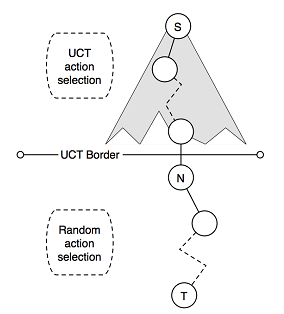 S
UCT
action
selection
UCT Border
N
Random
action
selection
T